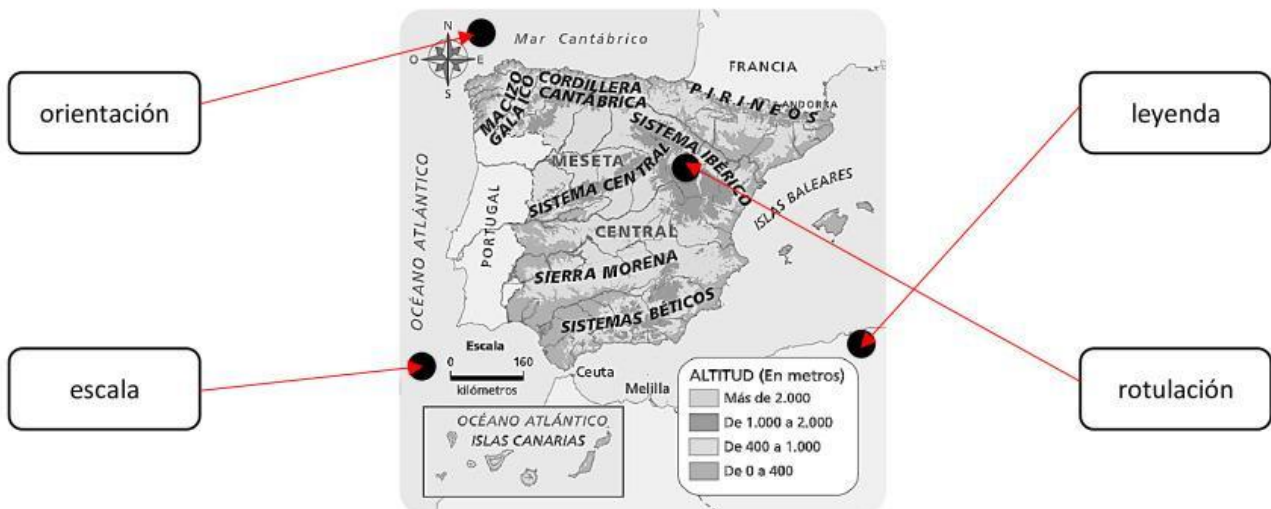 orientación
escala
leyenda
rotulación
N
O
E
S
Mar Cantábrico
FRANCIA
ANDORRA
MACIZO
GALAICO
CORDILLERA
CANTÁBRICA
PIRINEOS
SISTEMA IBÉRICO
MESETA
SISTEMA CENTRAL
CENTRAL
ISLAS BALEARES
OCÉANO ATLÁNTICO
PORTUGAL
SIERRA MORENA
SISTEMAS BÉTICOS
Escala
0 160
kilómetros
Ceuta
Melilla
OCÉANO ATLÁNTICO
ISLAS CANARIAS
ALTITUD (En metros)
Más de 2.000
De 1.000 a 2.000
De 400 a 1.000
De 0 a 400